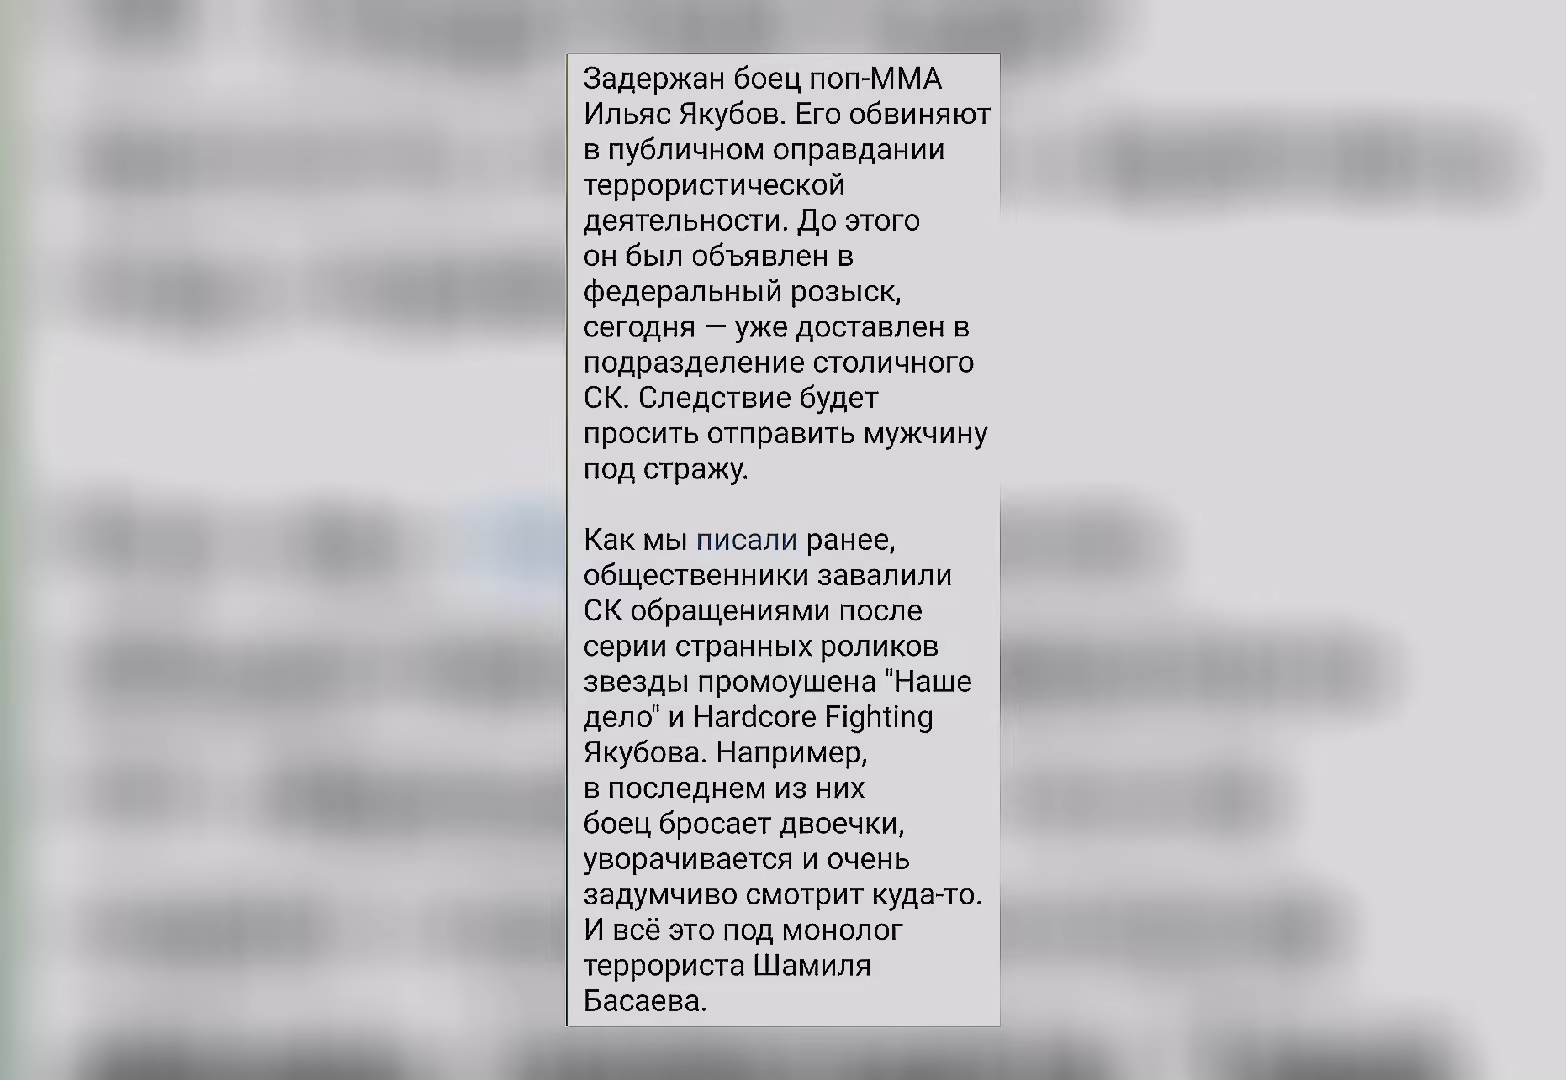 Задержан боец поп-ММА
Ильяс Якубов. Его обвиняют
в публичном оправдании
террористической
деятельности. До этого
он был объявлен в
федеральный розыск,
сегодня — уже доставлен в
подразделение столичного
СК. Следствие будет
просить отправить мужчину
под стражу.

Как мы писали ранее,
общественники завалили
СК обращениями после
серии странных роликов
звезды промоушена "Наше
дело" и Hardcore Fighting
Якубова. Например,
в последнем из них
боец бросает двоечки,
уворачивается и очень
задумчиво смотрит куда-то.
И всё это под монолог
террориста Шамиля
Басаева.